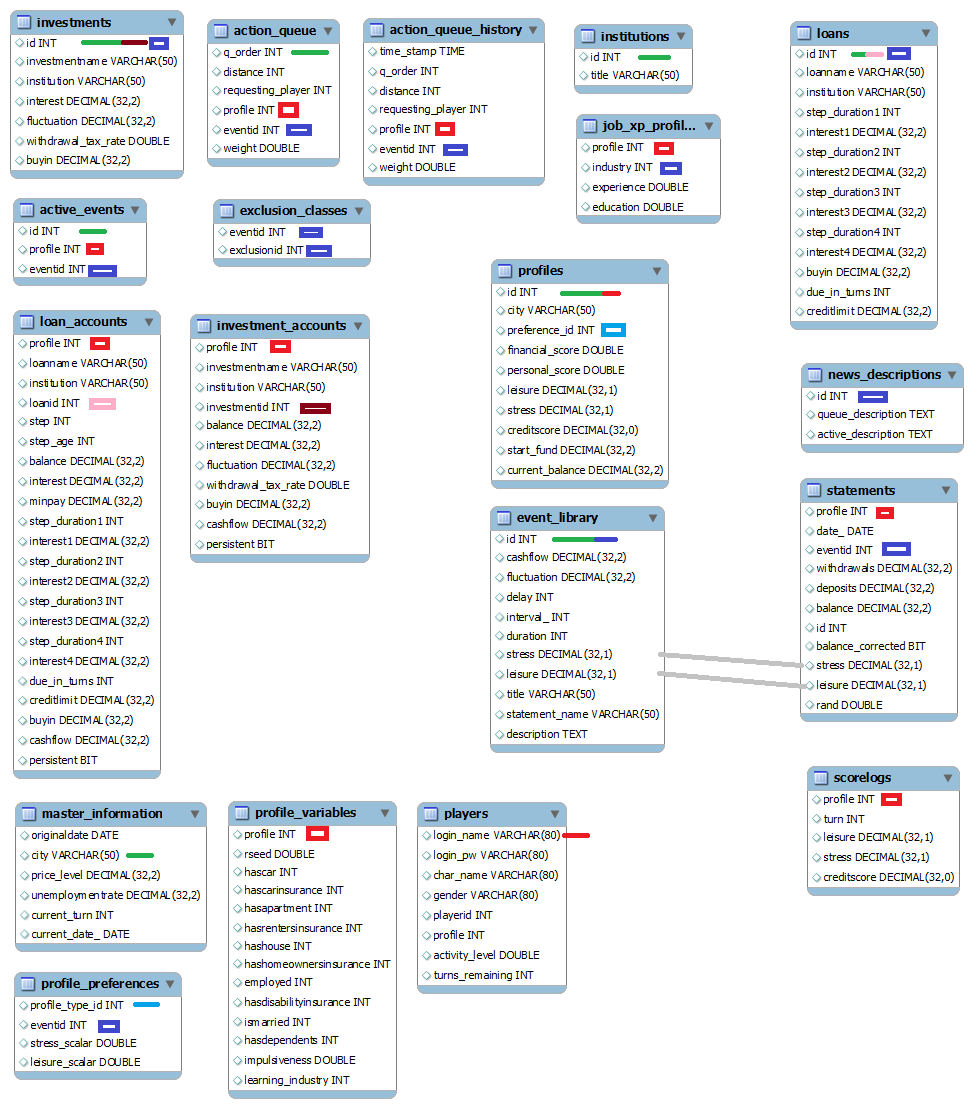 investments
id INT
investmentname VARCHAR(50)
institution VARCHAR(50)
interest DECIMAL(32,2)
fluctuation DECIMAL(32,2)
withdrawal_tax_rate DOUBLE
buyin DECIMAL(32,2)
action_queue
q_order INT
distance INT
requesting_player INT
profile INT
eventid INT
weight DOUBLE
action_queue_history
time_stamp TIME
q_order INT
distance INT
requesting_player INT
profile INT
eventid INT
weight DOUBLE
institutions
id INT
title VARCHAR(50)
job_xp_profil...
profile INT
industry INT
experience DOUBLE
education DOUBLE
loans
id INT
loanname VARCHAR(50)
institution VARCHAR(50)
step_duration1 INT
interest1 DECIMAL(32,2)
step_duration2 INT
interest2 DECIMAL(32,2)
step_duration3 INT
interest3 DECIMAL(32,2)
step_duration4 INT
interest4 DECIMAL(32,2)
buyin DECIMAL(32,2)
due_in_turns INT
creditlimit DECIMAL(32,2)
active_events
id INT
profile INT
eventid INT
exclusion_classes
eventid INT
exclusionid INT
profiles
id INT
city VARCHAR(50)
preference_id INT
financial_score DOUBLE
personal_score DOUBLE
leisure DECIMAL(32,1)
stress DECIMAL(32,1)
creditscore DECIMAL(32,0)
start_fund DECIMAL(32,2)
current_balance DECIMAL(32,2)
loan_accounts
profile INT
loanname VARCHAR(50)
institution VARCHAR(50)
loanid INT
step INT
step_age INT
balance DECIMAL(32,2)
interest DECIMAL(32,2)
minpay DECIMAL(32,2)
step_duration1 INT
interest1 DECIMAL(32,2)
step_duration2 INT
interest2 DECIMAL(32,2)
step_duration3 INT
interest3 DECIMAL(32,2)
step_duration4 INT
interest4 DECIMAL(32,2)
due_in_turns INT
creditlimit DECIMAL(32,2)
buyin DECIMAL(32,2)
cashflow DECIMAL(32,2)
persistent BIT
investment_accounts
profile INT
investmentname VARCHAR(50)
institution VARCHAR(50)
investmentid INT
balance DECIMAL(32,2)
interest DECIMAL(32,2)
fluctuation DECIMAL(32,2)
withdrawal_tax_rate DOUBLE
buyin DECIMAL(32,2)
cashflow DECIMAL(32,2)
persistent BIT
news_descriptions
id INT
queue_description TEXT
active_description TEXT
event_library
id INT
cashflow DECIMAL(32,2)
fluctuation DECIMAL(32,2)
delay INT
interval_ INT
duration INT
stress DECIMAL(32,1)
leisure DECIMAL(32,1)
title VARCHAR(50)
statement_name VARCHAR(50)
description TEXT
statements
profile INT
date_ DATE
eventid INT
withdrawals DECIMAL(32,2)
deposits DECIMAL(32,2)
balance DECIMAL(32,2)
id INT
balance_corrected BIT
stress DECIMAL(32,1)
leisure DECIMAL(32,1)
rand DOUBLE
scorelogs
profile INT
turn INT
leisure DECIMAL(32,1)
stress DECIMAL(32,1)
creditscore DECIMAL(32,0)
master_information
originaldate DATE
city VARCHAR(50)
price_level DECIMAL(32,2)
unemploymentrate DECIMAL(32,2)
current_turn INT
current_date_ DATE
profile_variables
profile INT
rseed DOUBLE
hascar INT
hascarinsurance INT
hasapartment INT
hasrentersinsurance INT
hashouse INT
hashomeownersinsurance INT
employed INT
hasdisabilityinsurance INT
ismarried INT
hasdependents INT
impulsiveness DOUBLE
learning_industry INT
players
login_name VARCHAR(80)
login_pw VARCHAR(80)
char_name VARCHAR(80)
gender VARCHAR(80)
playerid INT
profile INT
activity_level DOUBLE
turns_remaining INT
profile_preferences
profile_type_id INT
eventid INT
stress_scalar DOUBLE
leisure_scalar DOUBLE